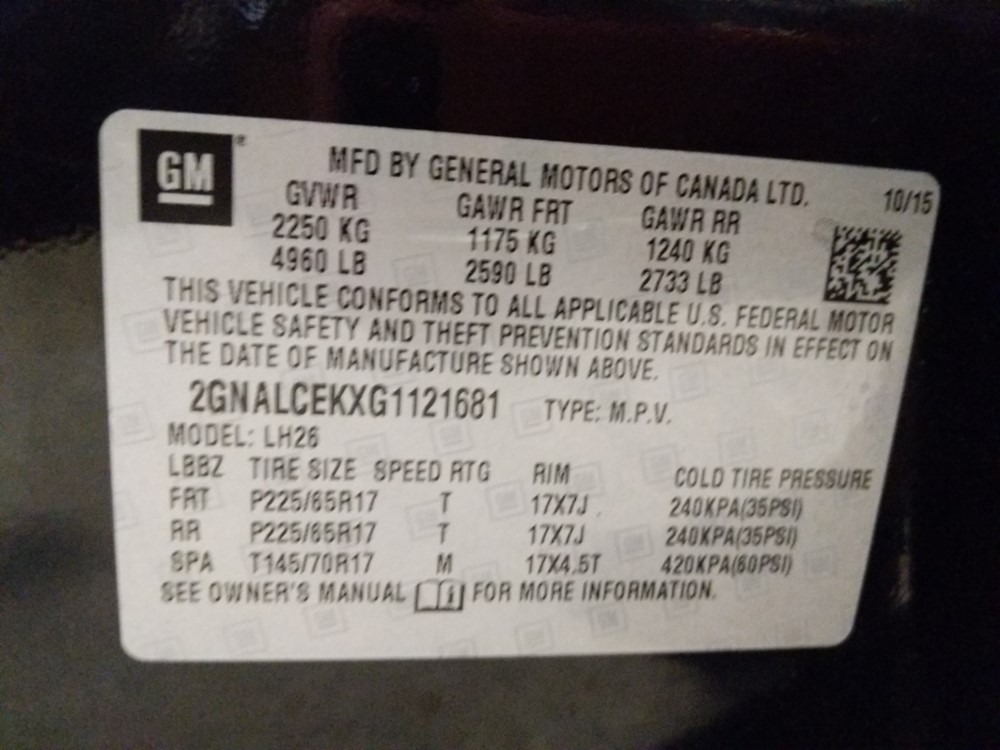 GM
MFD BY GENERAL MOTORS OF CANADA LTD. 10/15
GVWR GAWR FRT GAWR RR
2250 KG 1175 KG 1240 KG
4960 LB 2590 LB 2733 LB
THIS VEHICLE CONFORMS TO ALL APPLICABLE U.S. FEDERAL MOTOR
VEHICLE SAFETY AND THEFT PREVENTION STANDARDS IN EFFECT ON
THE DATE OF MANUFACTURE SHOWN ABOVE.
2GNALCEKXG1121681 TYPE: M.P.V.
MODEL: LH26
LBBZ TIRE SIZE SPEED RTG RIM COLD TIRE PRESSURE
FRT P225/65R17 T 17X7J 240KPA(35PSI)
RR P225/65R17 T 17X7J 240KPA(35PSI)
SPA T145/70R17 M 17X4.5T 420KPA(60PSI)
SEE OWNER'S MANUAL FOR MORE INFORMATION.